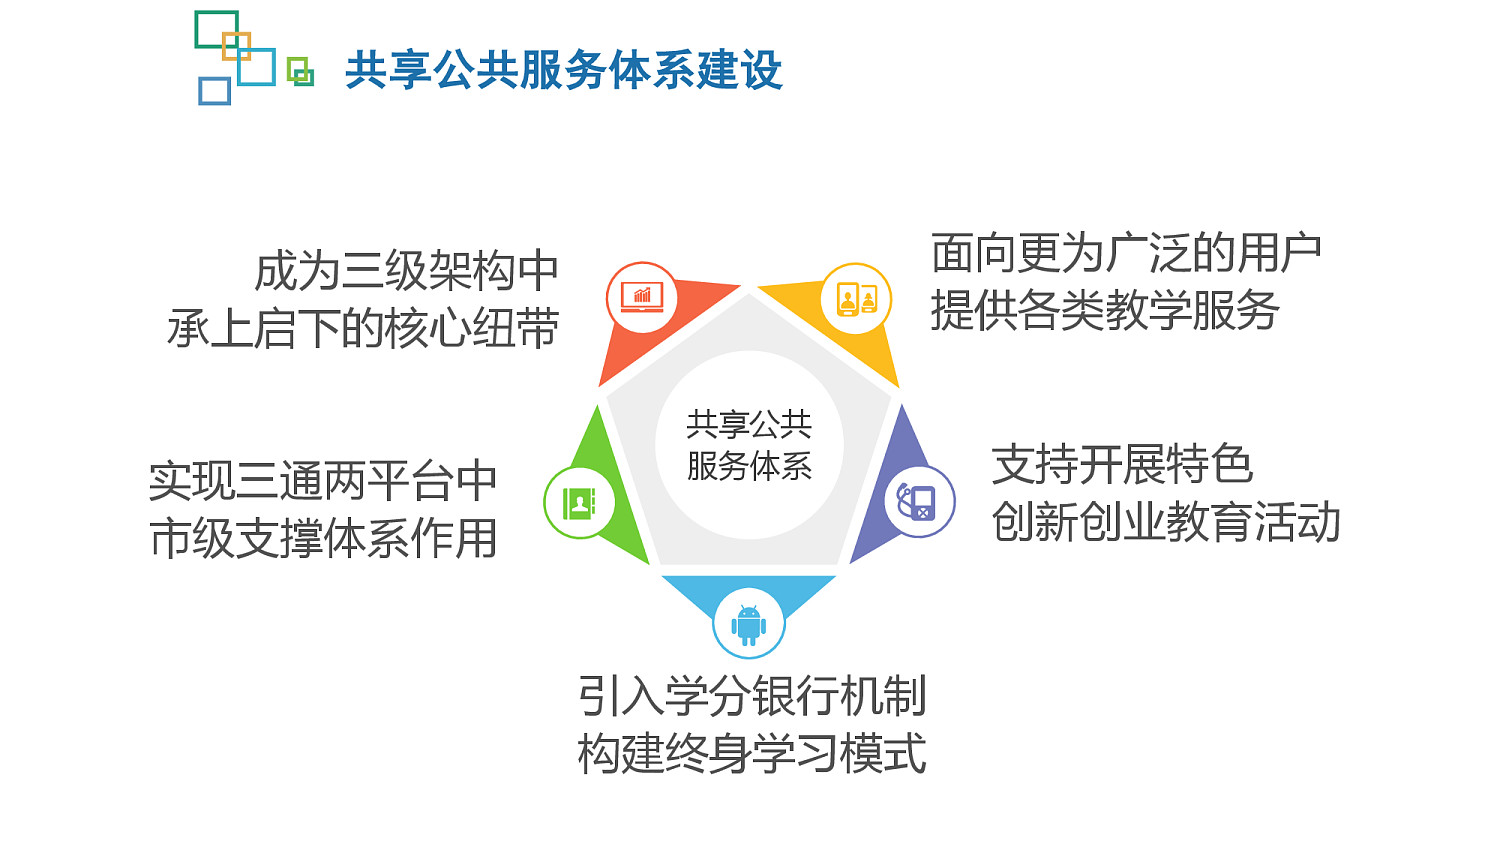 共享公共服务体系建设
成为三级架构中
承上启下的核心纽带
面向更为广泛的用户
提供各类教学服务
共享公共
服务体系
实现三通两平台中
市级支撑体系作用
支持开展特色
创新创业教育活动
引入学分银行机制
构建终身学习模式